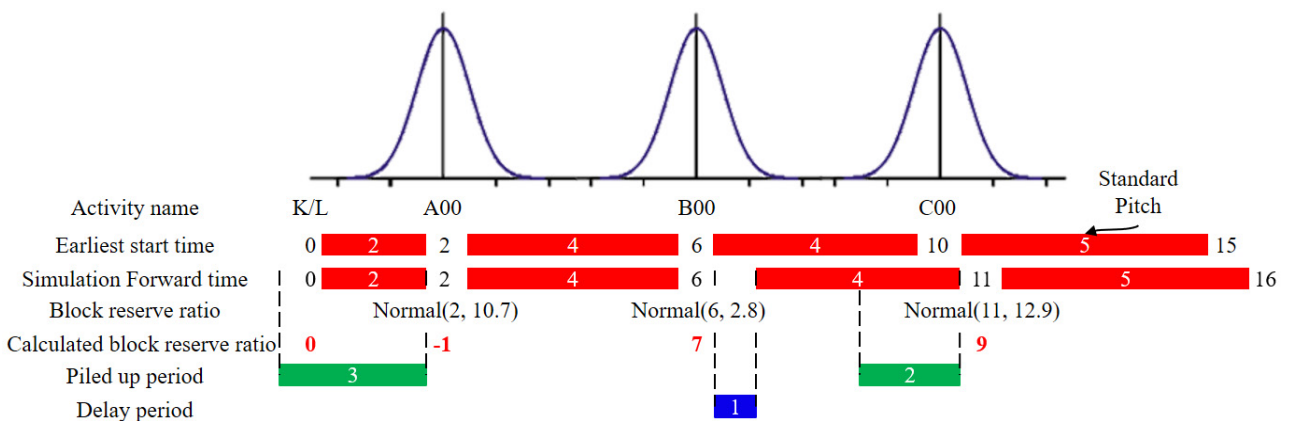 Standard
Pitch
Activity name K/L A00 B00 C00
Earliest start time 0 2 2 4 6 4 10 5 15
Simulation Forward time 0 2 2 4 6 4 11 5 16
Block reserve ratio Normal(2, 10.7) Normal(6, 2.8) Normal(11, 12.9)
Calculated block reserve ratio 0 -1 7 9
Piled up period 3 2
Delay period 1